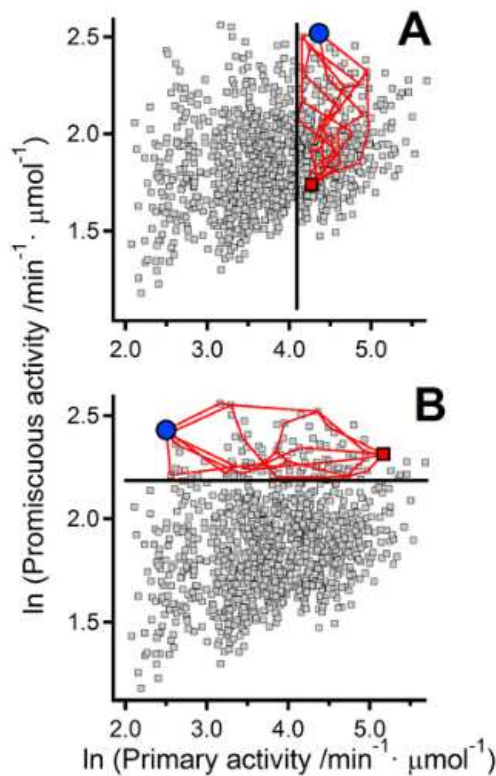 A
2.5
2.0
1.5
2.0 3.0 4.0 5.0
B
2.5
2.0
1.5
2.0 3.0 4.0 5.0
ln (Promiscuous activity /min⁻¹· μmol⁻¹)
ln (Primary activity /min⁻¹· μmol⁻¹)